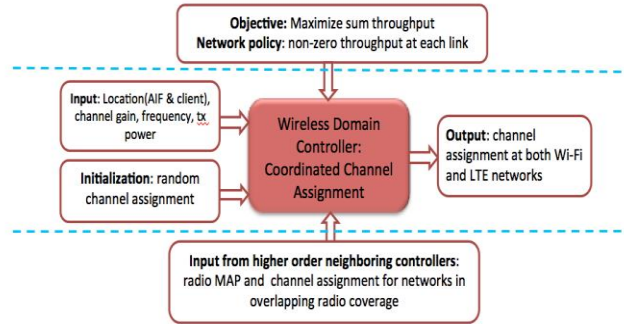 Objective: Maximize sum throughput
Network policy: non-zero throughput at each link
Input: Location(AIF & client),
channel gain, frequency, tx
power
Initialization: random
channel assignment
Wireless Domain
Controller:
Coordinated Channel
Assignment
Output: channel
assignment at both Wi-Fi
and LTE networks
Input from higher order neighboring controllers:
radio MAP and channel assignment for networks in
overlapping radio coverage